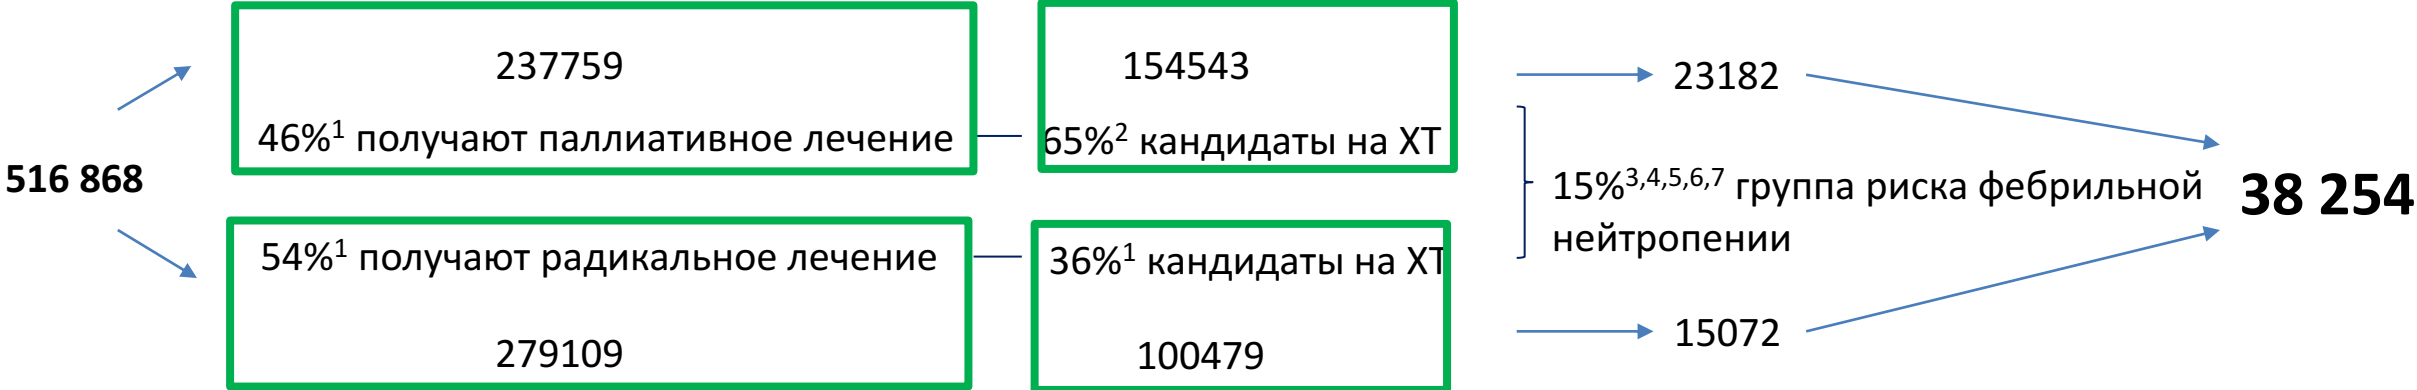 516 868
237759
46%¹ получают паллиативное лечение
154543
65%² кандидаты на ХТ
54%¹ получают радикальное лечение
279109
36%¹ кандидаты на ХТ
100479
23182
15%³,⁴,⁵,⁶,⁷ группа риска фебрильной
нейтропении
15072
38 254